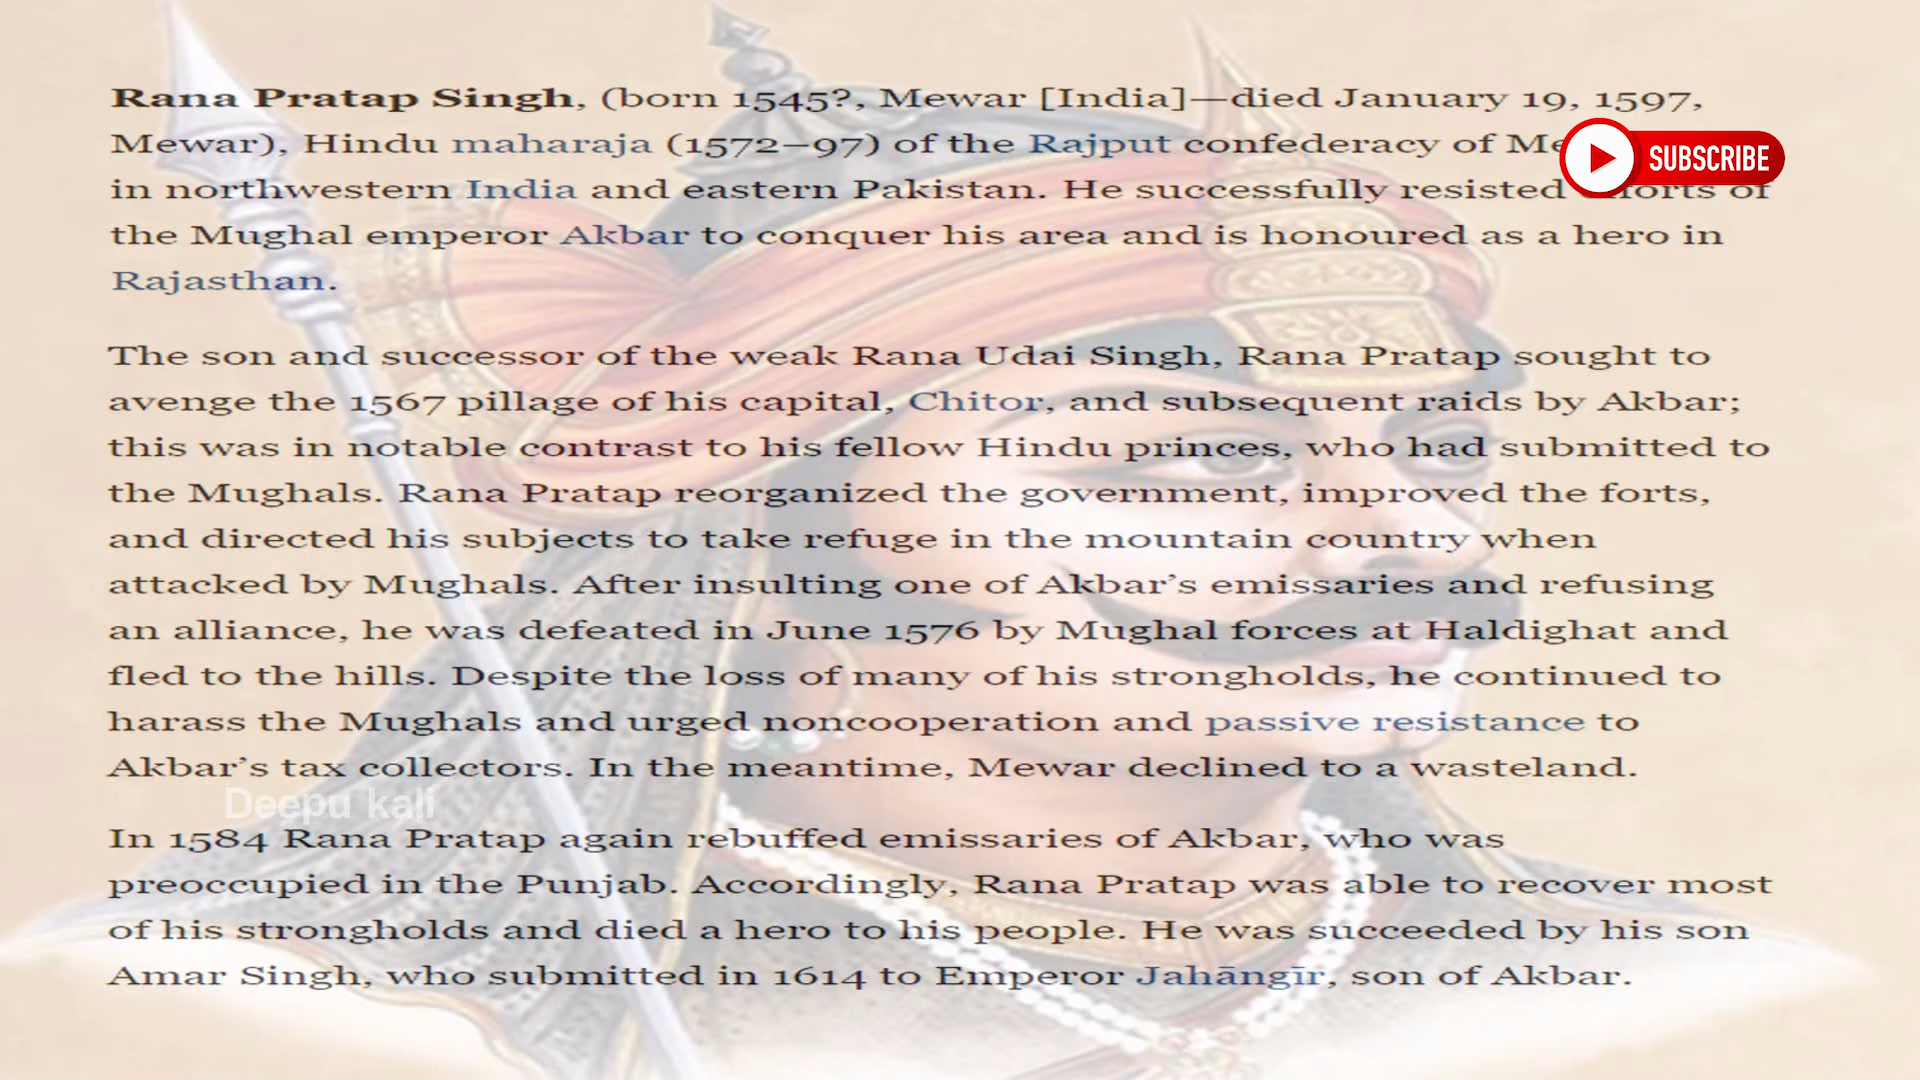 Rana Pratap Singh, (born 1545?, Mewar [India]—died January 19, 1597,
Mewar), Hindu maharaja (1572–97) of the Rajput confederacy of
SUBSCRIBE
in northwestern India and eastern Pakistan. He successfully resisted of
the Mughal emperor Akbar to conquer his area and is honoured as a hero in
Rajasthan.
The son and successor of the weak Rana Udai Singh, Rana Pratap sought to
avenge the 1567 pillage of his capital, Chitor, and subsequent raids by Akbar;
this was in notable contrast to his fellow Hindu princes, who had submitted to
the Mughals. Rana Pratap reorganized the government, improved the forts,
and directed his subjects to take refuge in the mountain country when
attacked by Mughals. After insulting one of Akbar’s emissaries and refusing
an alliance, he was defeated in June 1576 by Mughal forces at Haldighat and
fled to the hills. Despite the loss of many of his strongholds, he continued to
harass the Mughals and urged noncooperation and passive resistance to
Akbar’s tax collectors. In the meantime, Mewar declined to a wasteland.
Deepu kali
In 1584 Rana Pratap again rebuffed emissaries of Akbar, who was
preoccupied in the Punjab. Accordingly, Rana Pratap was able to recover most
of his strongholds and died a hero to his people. He was succeeded by his son
Amar Singh, who submitted in 1614 to Emperor Jahāngīr, son of Akbar.